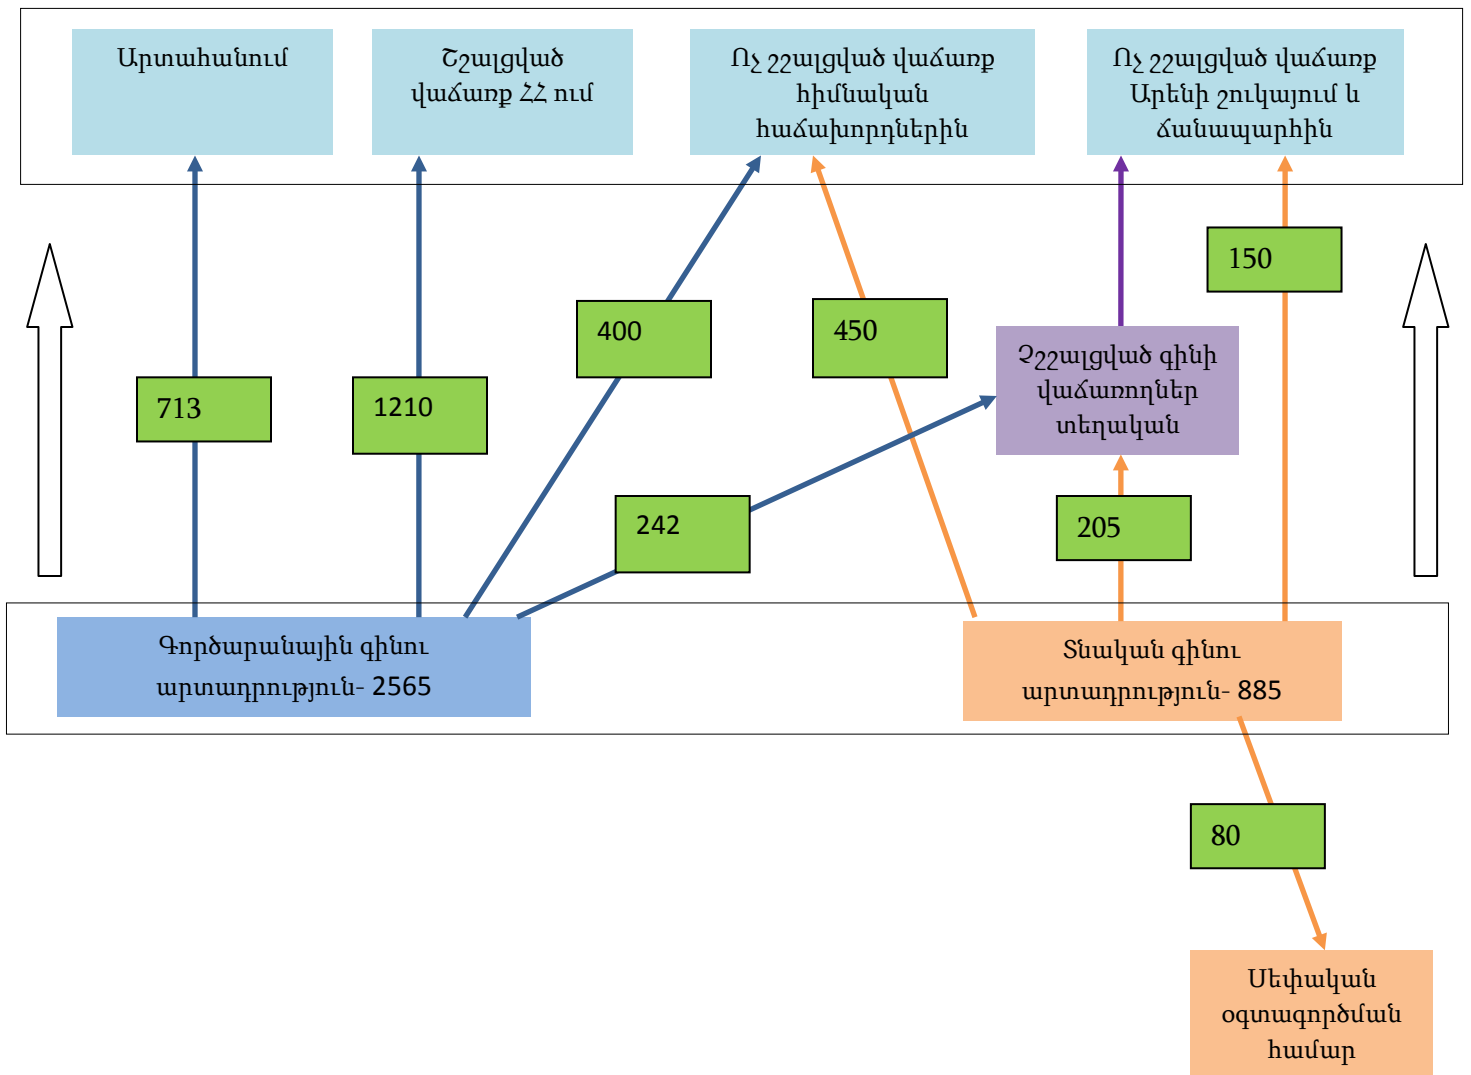 Արտահանում
Շշալցված
վաճառք ՀՀ ում
Ոչ շշալցված վաճառք
հիմնական
հաճախորդներին
Ոչ շշալցված վաճառք
Արենի շուկայում և
ճանապարհին
150
400
450
Չշշալցված գինի
վաճառողներ
տեղական
713
1210
242
205
Գործարանային գինու
արտադրություն- 2565
Տնական գինու
արտադրություն- 885
80
Սեփական
օգտագործման
համար